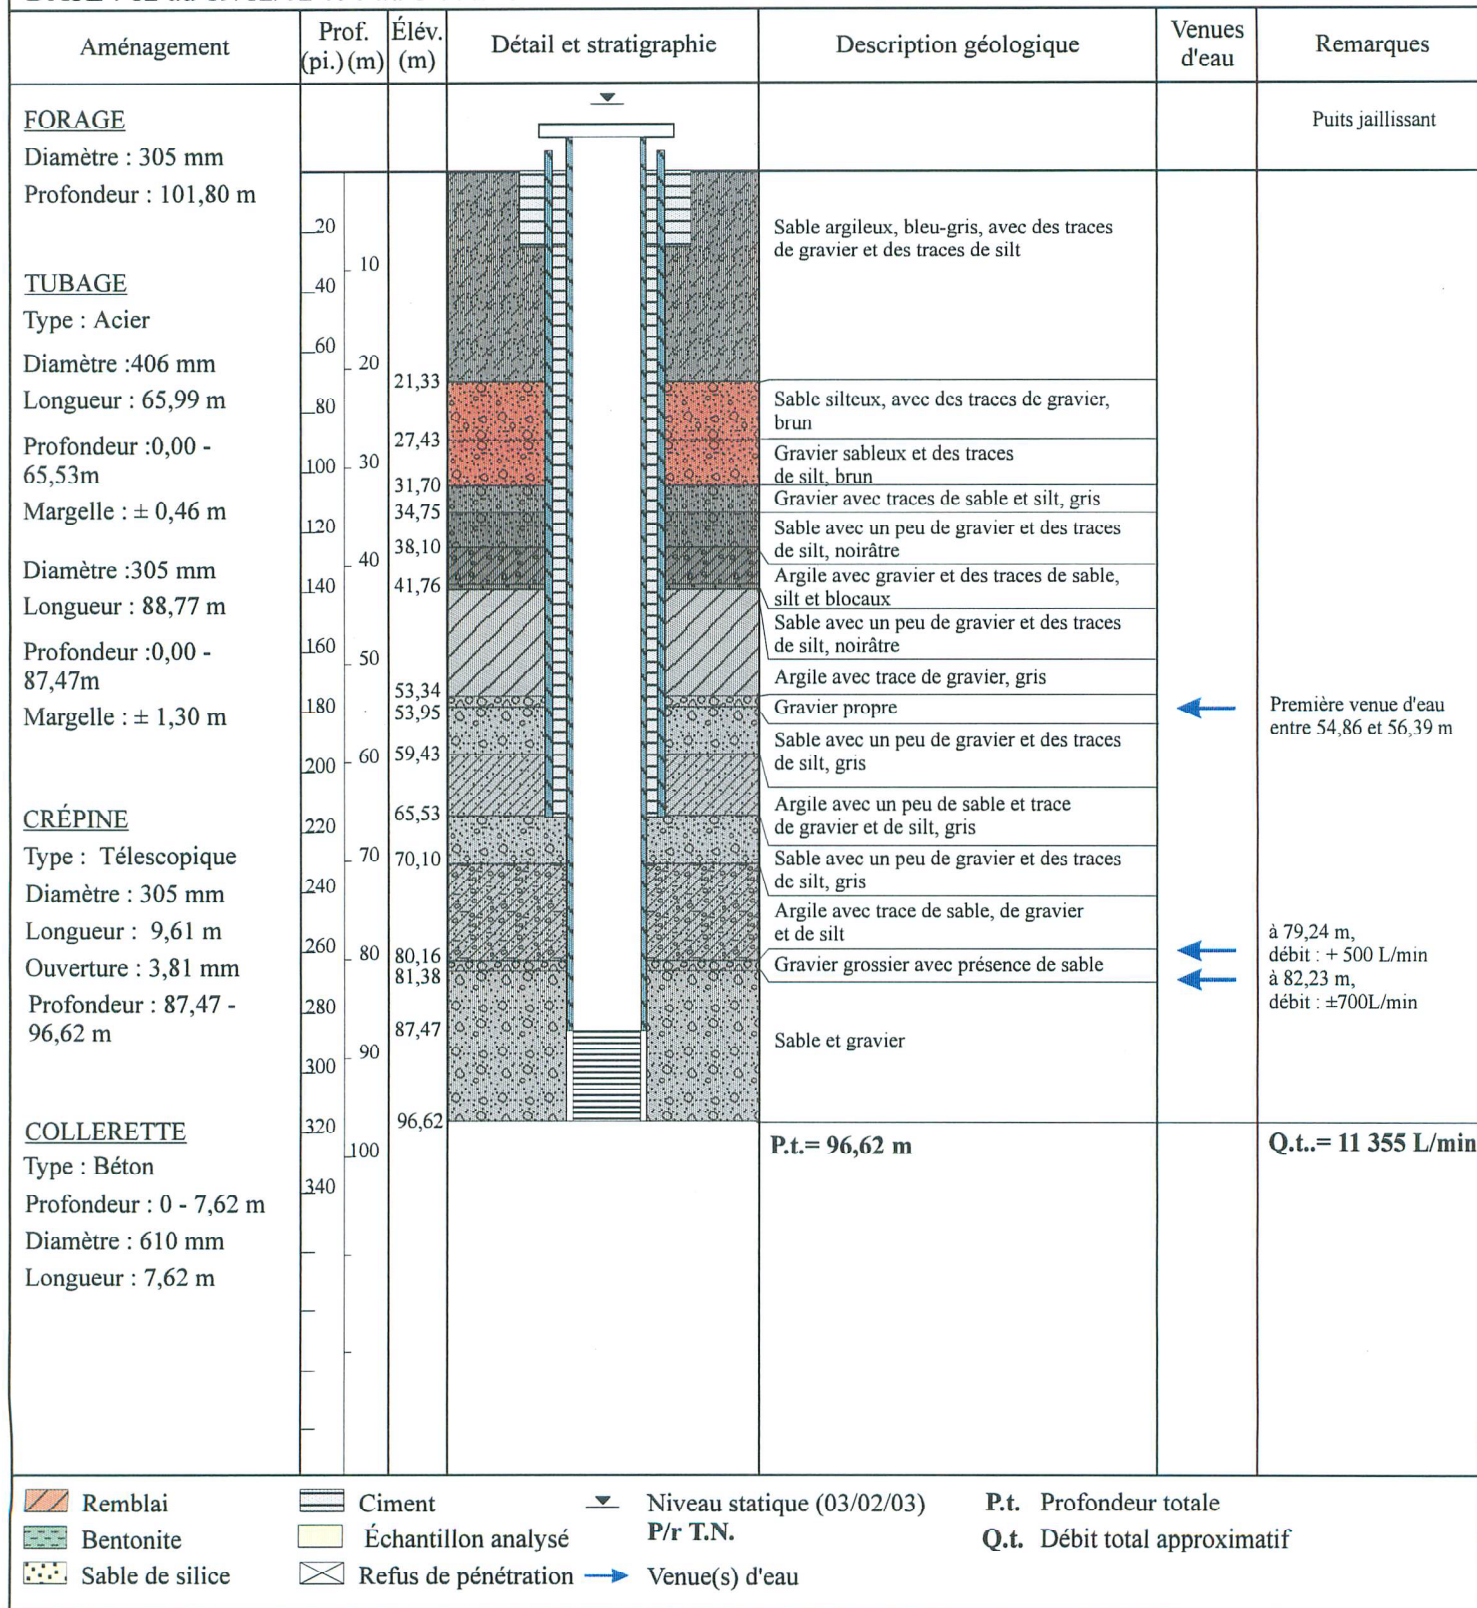 Aménagement
Prof.
(pi.) (m)
Élév.
(m)
Détail et stratigraphie
Description géologique
Venues
d'eau
Remarques
FORAGE
Diamètre : 305 mm
Profondeur : 101,80 m
TUBAGE
Type : Acier
Diamètre :406 mm
Longueur : 65,99 m
Profondeur :0,00 -
65,53m
Margelle : ± 0,46 m
Diamètre :305 mm
Longueur : 88,77 m
Profondeur :0,00 -
87,47m
Margelle : ± 1,30 m
CRÉPINE
Type : Télescopique
Diamètre : 305 mm
Longueur : 9,61 m
Ouverture : 3,81 mm
Profondeur : 87,47 -
96,62 m
COLLERETTE
Type : Béton
Profondeur : 0 - 7,62 m
Diamètre : 610 mm
Longueur : 7,62 m
20
40
60
80
100
120
140
160
180
200
220
240
260
280
300
320
340
10
20
30
40
50
60
70
80
90
100
21,33
27,43
31,70
34,75
38,10
41,76
53,34
53,95
59,43
65,53
70,10
80,16
81,38
87,47
96,62
Sable argileux, bleu-gris, avec des traces
de gravier et des traces de silt
Sable silteux, avec des traces de gravier,
brun
Gravier sableux et des traces
de silt, brun
Gravier avec traces de sable et silt, gris
Sable avec un peu de gravier et des traces
de silt, noirâtre
Argile avec gravier et des traces de sable,
silt et blocaux
Sable avec un peu de gravier et des traces
de silt, noirâtre
Argile avec trace de gravier, gris
Gravier propre
Sable avec un peu de gravier et des traces
de silt, gris
Argile avec un peu de sable et trace
de gravier et de silt, gris
Sable avec un peu de gravier et des traces
de silt, gris
Argile avec trace de sable, de gravier
et de silt
Gravier grossier avec présence de sable
Sable et gravier
P.t.= 96,62 m
Puits jaillissant
Première venue d'eau
entre 54,86 et 56,39 m
à 79,24 m,
débit : + 500 L/min
à 82,23 m,
débit : ±700L/min
Q.t..= 11 355 L/min
Remblai
Bentonite
Sable de silice
Ciment
Échantillon analysé
Refus de pénétration
Niveau statique (03/02/03)
P/r T.N.
Venue(s) d'eau
P.t. Profondeur totale
Q.t. Débit total approximatif